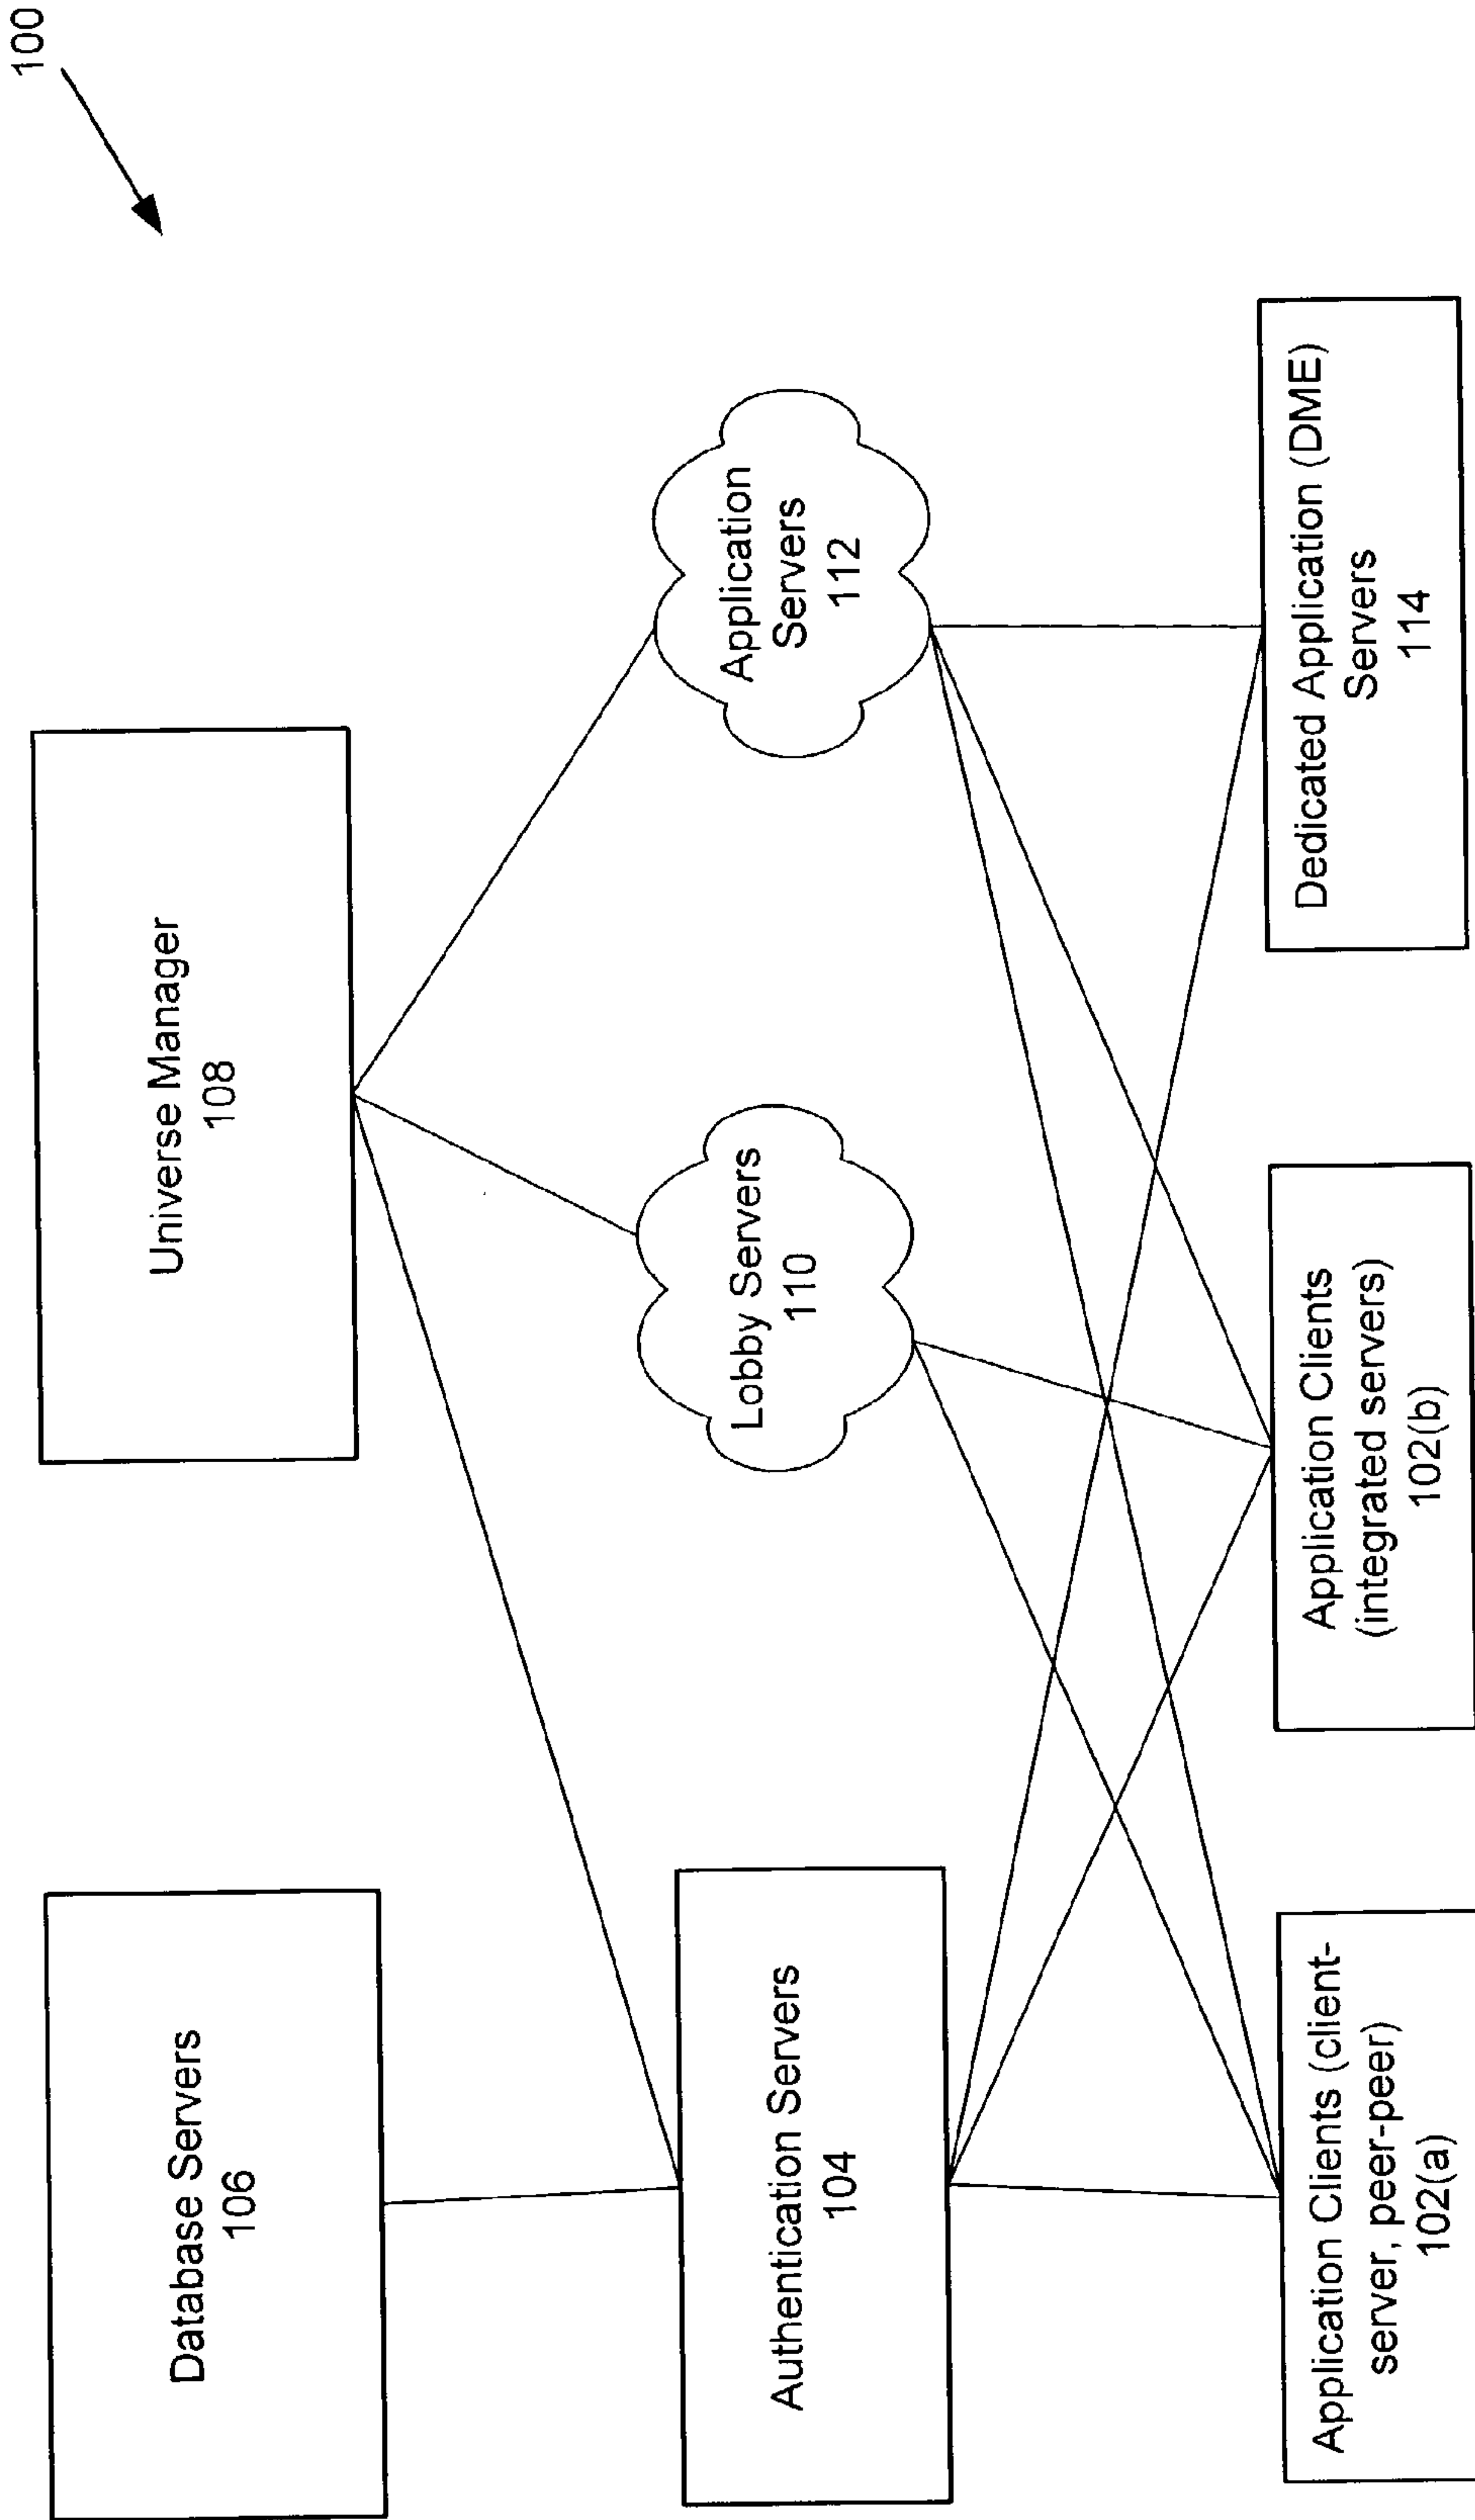 100
Database Servers
106
Universe Manager
108
Authentication Servers
104
Lobby Servers
110
Application
Servers
112
Application Clients (client-
server, peer-peer)
102(a)
Application Clients
(integrated servers)
102(b)
Dedicated Application (DME)
Servers
114